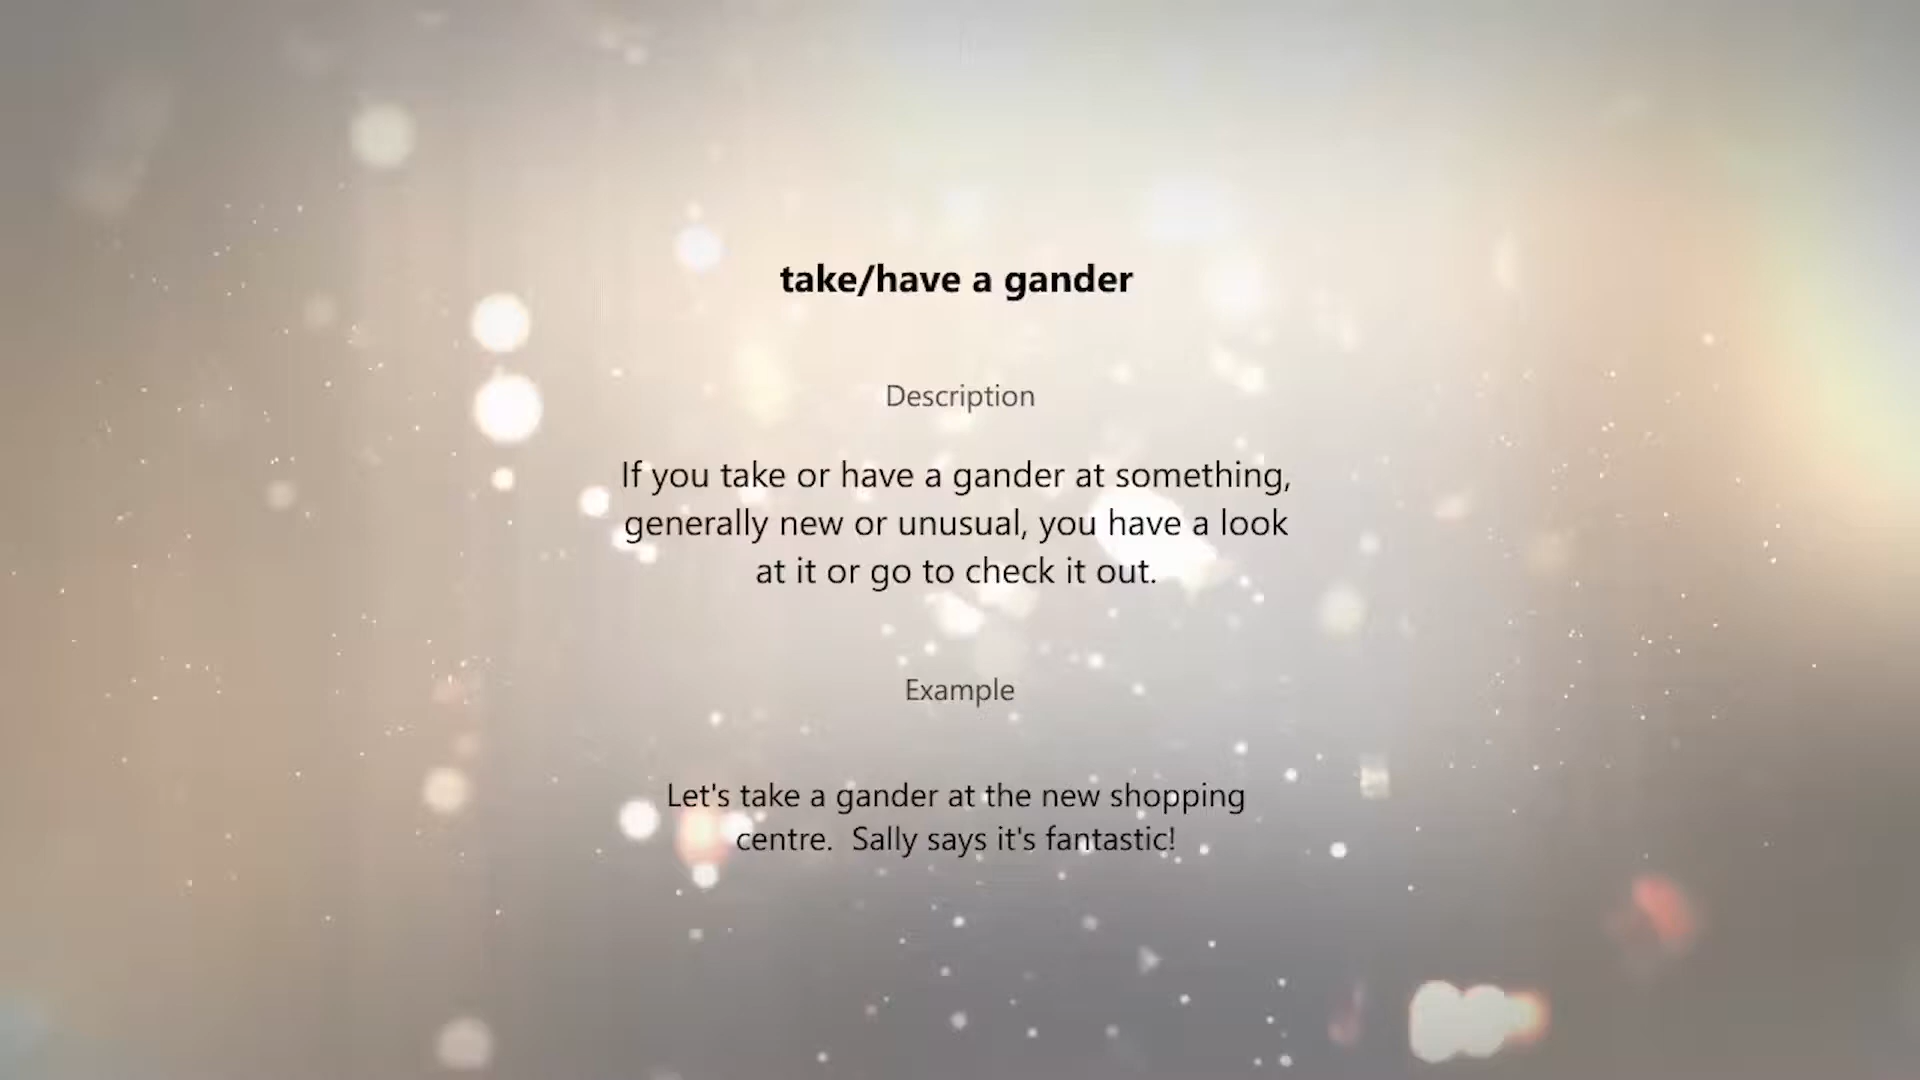 take/have a gander
Description
If you take or have a gander at something,
generally new or unusual, you have a look
at it or go to check it out.
Example
Let's take a gander at the new shopping
centre.  Sally says it's fantastic!